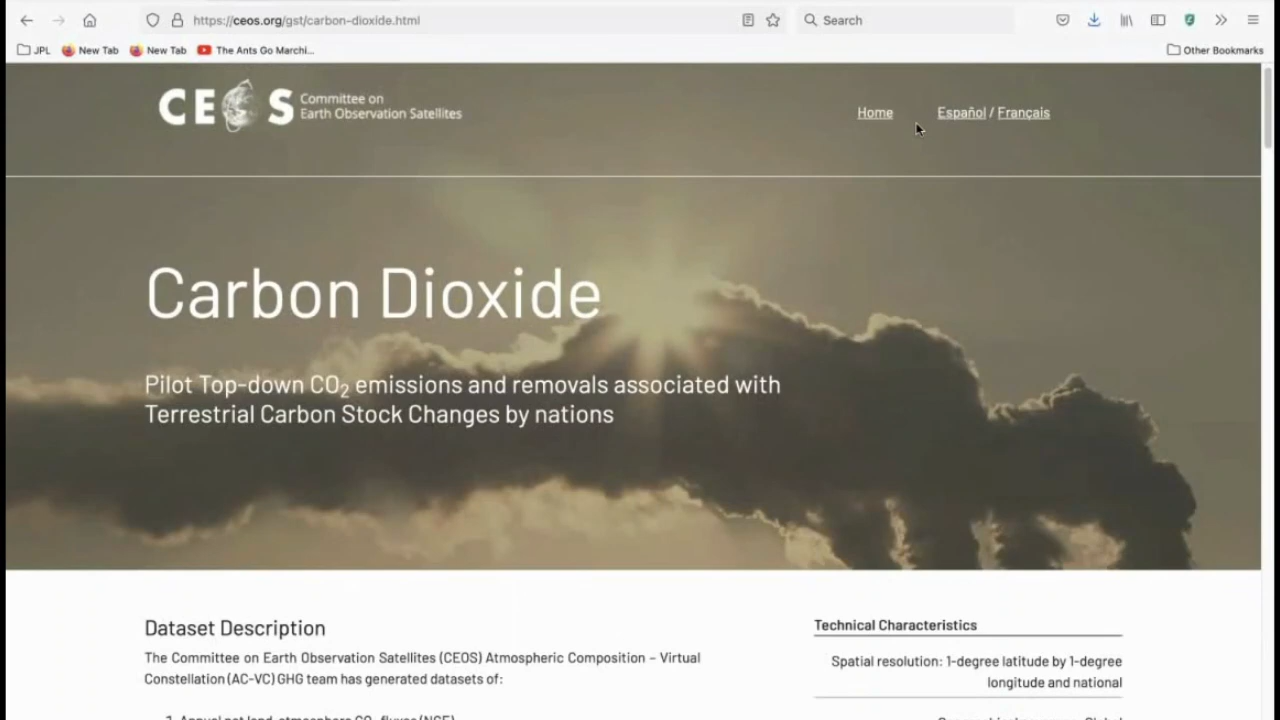 https://ceos.org/gst/carbon-dioxide.html
Search
JPL
New Tab
New Tab
The Ants Go Marchi...
Other Bookmarks
CEOS
Committee on
Earth Observation Satellites
Home
Español / Français
Carbon Dioxide
Pilot Top-down CO₂ emissions and removals associated with
Terrestrial Carbon Stock Changes by nations
Dataset Description
The Committee on Earth Observation Satellites (CEOS) Atmospheric Composition – Virtual
Constellation (AC-VC) GHG team has generated datasets of:
Technical Characteristics
Spatial resolution: 1-degree latitude by 1-degree
longitude and national